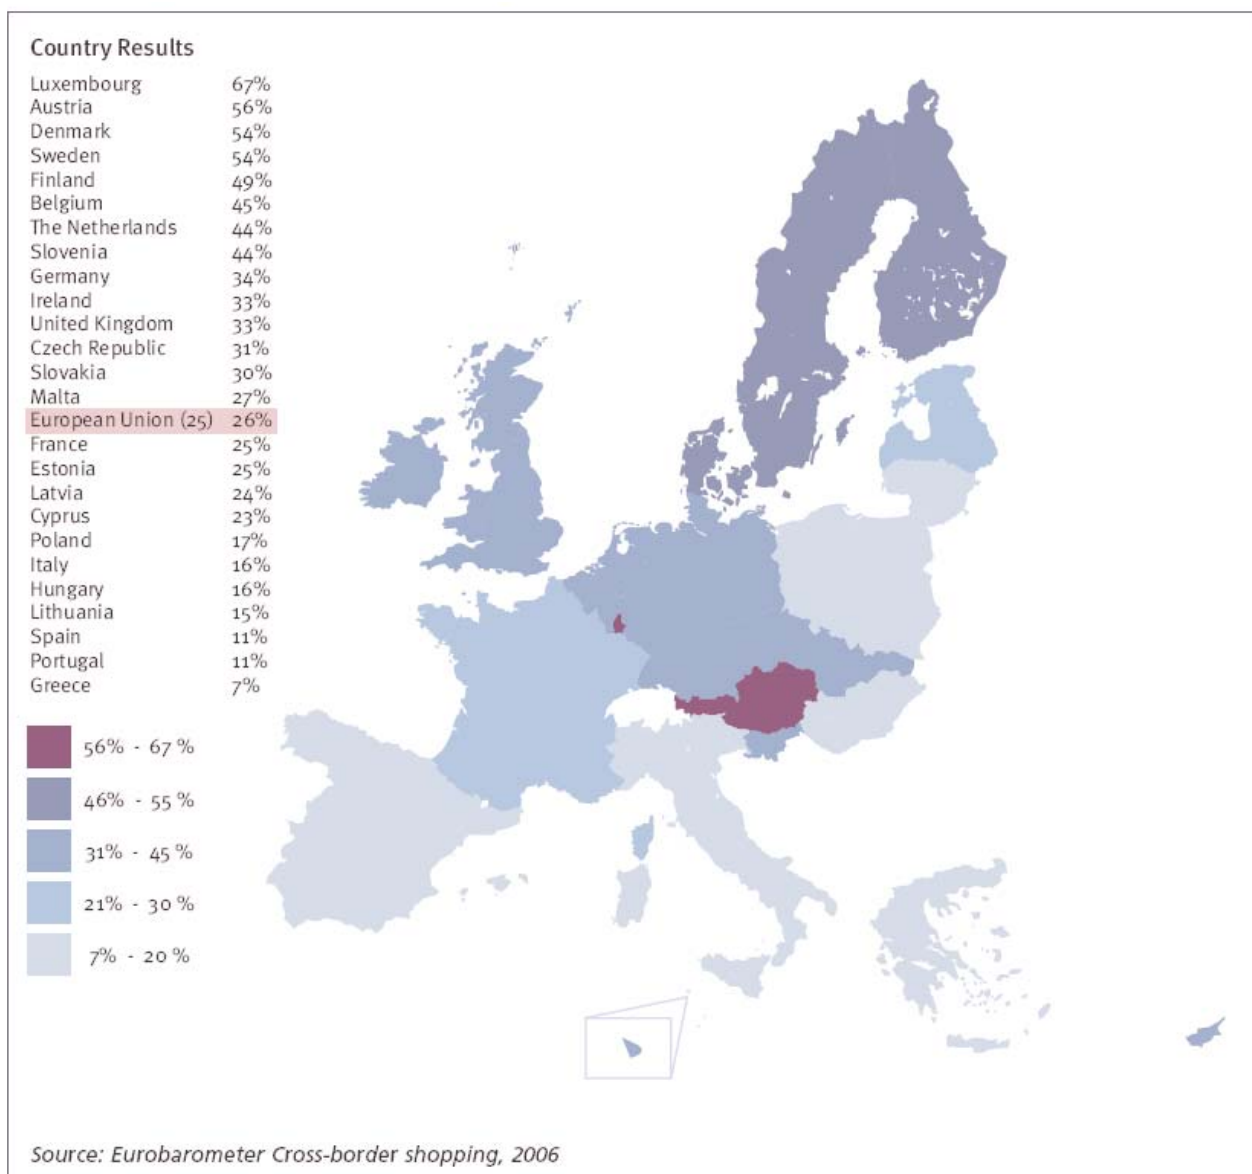 Country Results
Luxembourg 67%
Austria 56%
Denmark 54%
Sweden 54%
Finland 49%
Belgium 45%
The Netherlands 44%
Slovenia 44%
Germany 34%
Ireland 33%
United Kingdom 33%
Czech Republic 31%
Slovakia 30%
Malta 27%
European Union (25) 26%
France 25%
Estonia 25%
Latvia 24%
Cyprus 23%
Poland 17%
Italy 16%
Hungary 16%
Lithuania 15%
Spain 11%
Portugal 11%
Greece 7%
56% - 67 %
46% - 55 %
31% - 45 %
21% - 30 %
7% - 20 %
Source: Eurobarometer Cross-border shopping, 2006